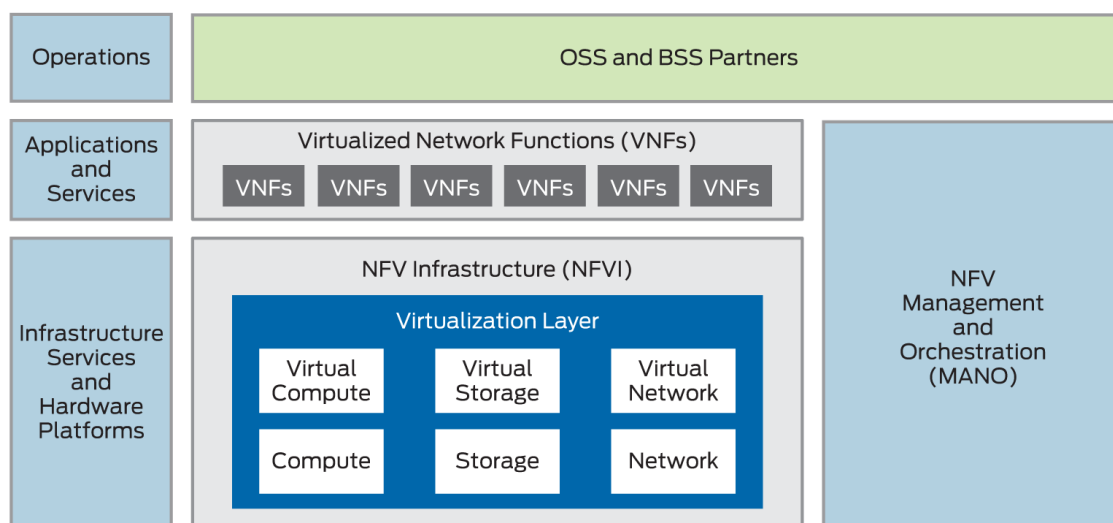 Operations
OSS and BSS Partners
Applications
and
Services
Virtualized Network Functions (VNFs)
VNFs
VNFs
VNFs
VNFs
VNFs
VNFs
Infrastructure
Services
and
Hardware
Platforms
NFV Infrastructure (NFVI)
Virtualization Layer
Virtual
Compute
Virtual
Storage
Virtual
Network
Compute
Storage
Network
NFV
Management
and
Orchestration
(MANO)